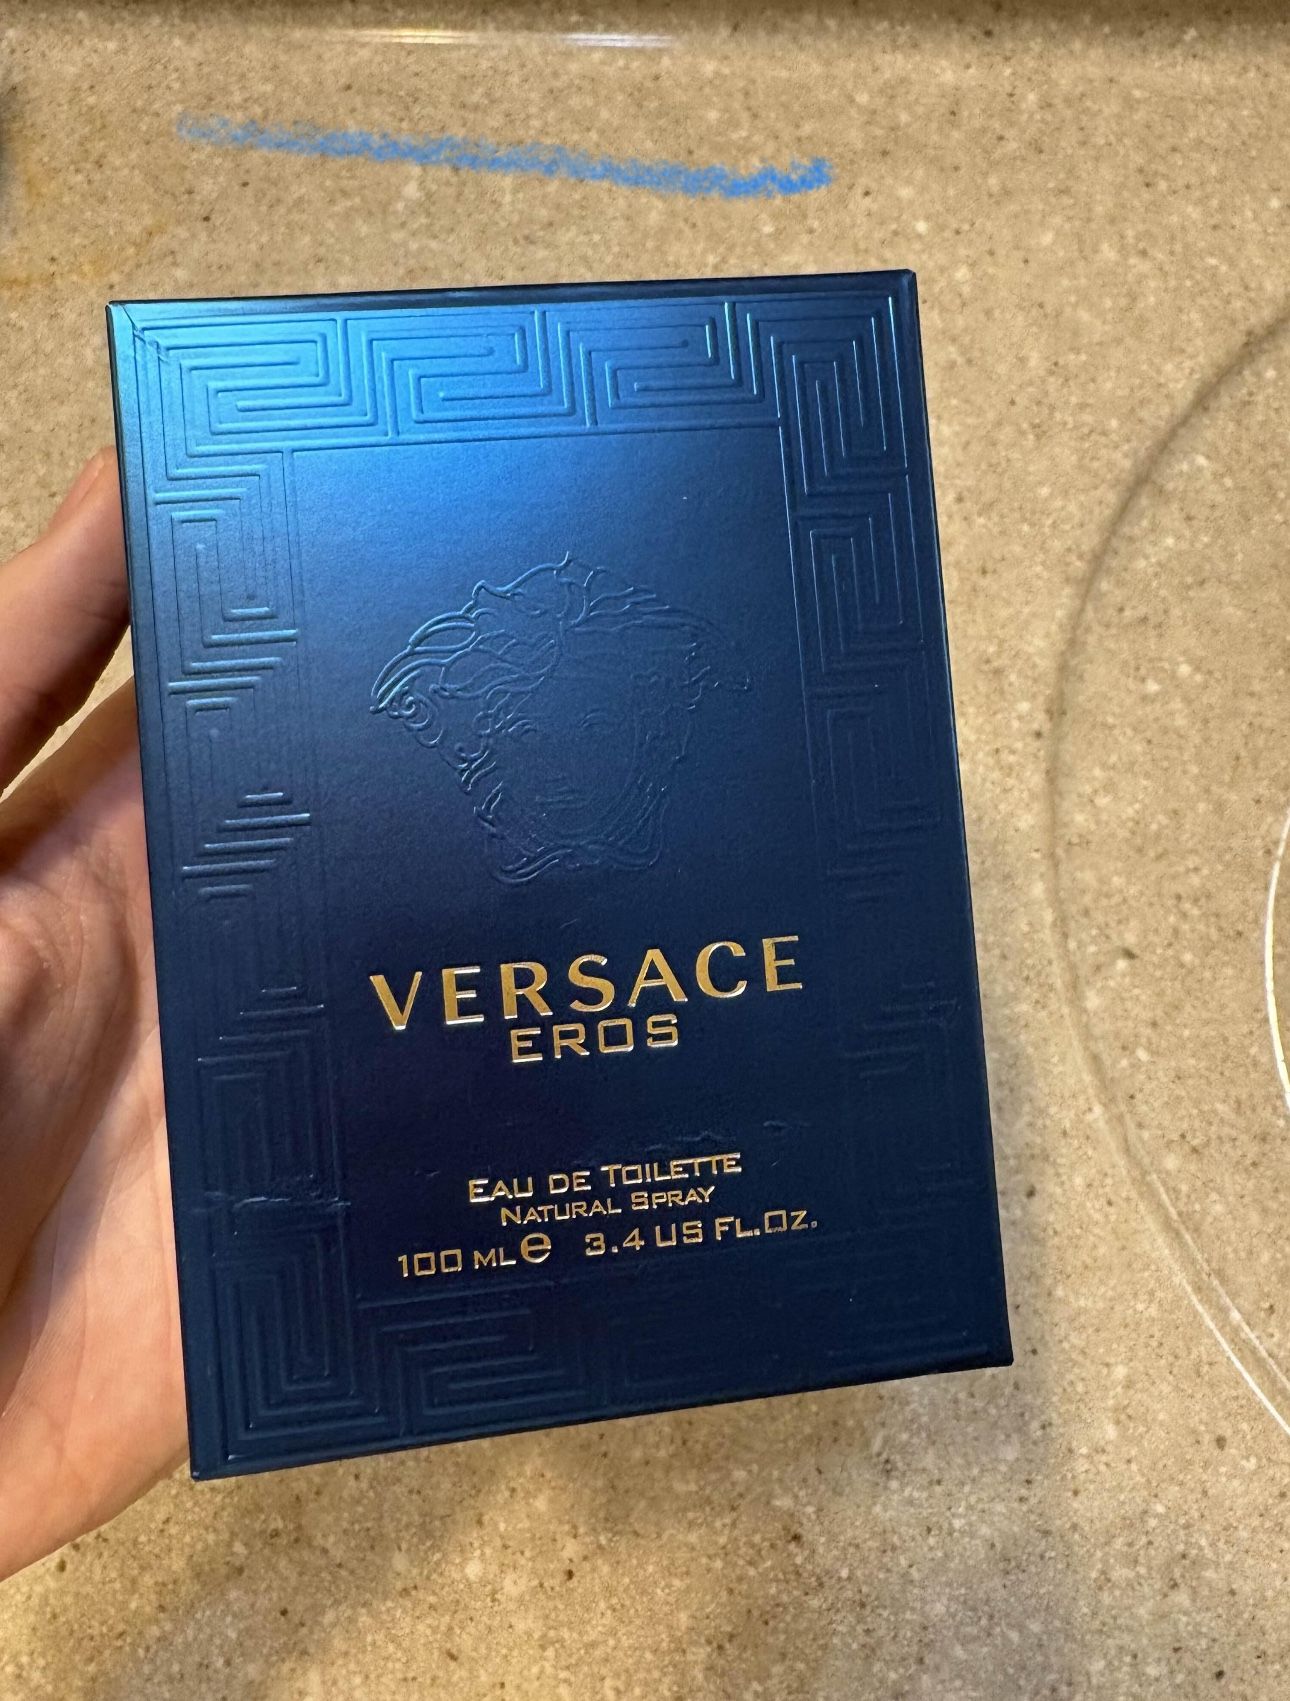 VERSACE
EROS
EAU DE TOILETTE
NATURAL SPRAY
100 ML e 3.4 US FL.OZ.